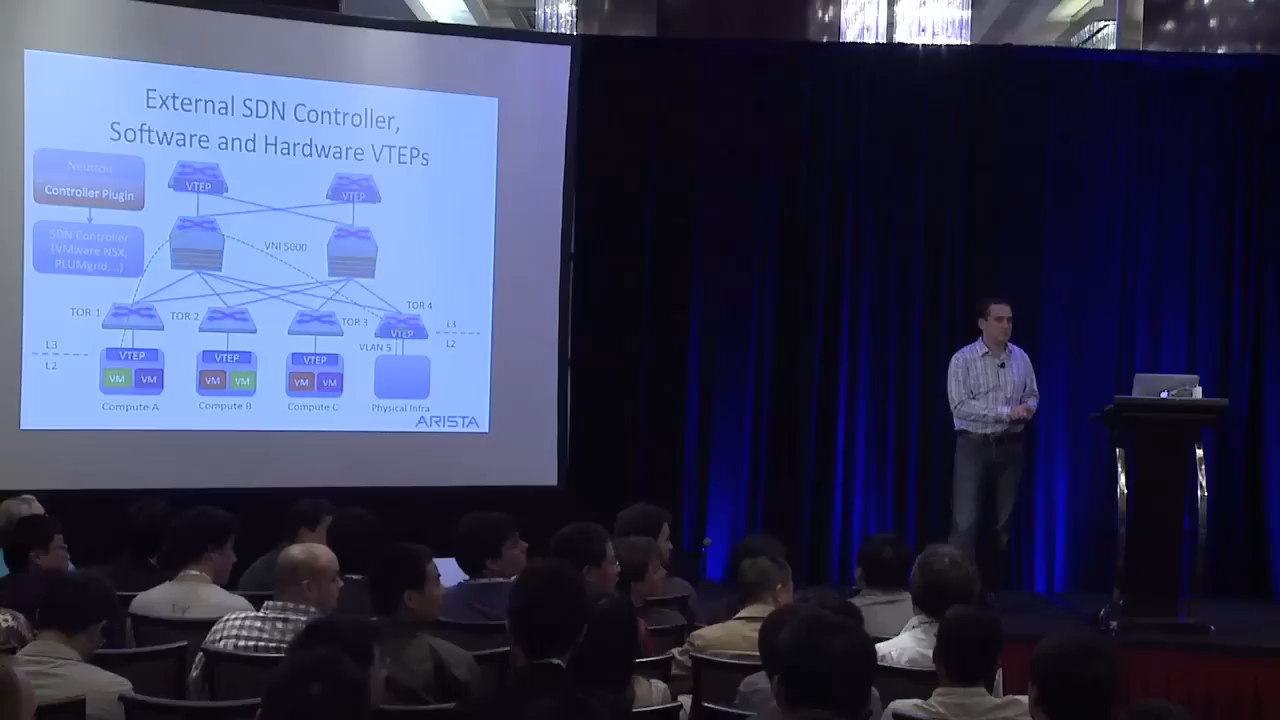 External SDN Controller,
Software and Hardware VTEPs
Neutron
Controller Plugin
SDN Controller
(VMware NSX,
PLUMgrid,...)
VTEP
VTEP
VNI 5000
TOR 1
TOR 2
TOR 3
TOR 4
VTEP
L3
L2
VLAN 5
L3
L2
VTEP
VM VM
Compute A
VTEP
VM VM
Compute B
VTEP
VM VM
Compute C
Physical Infra
ARISTA